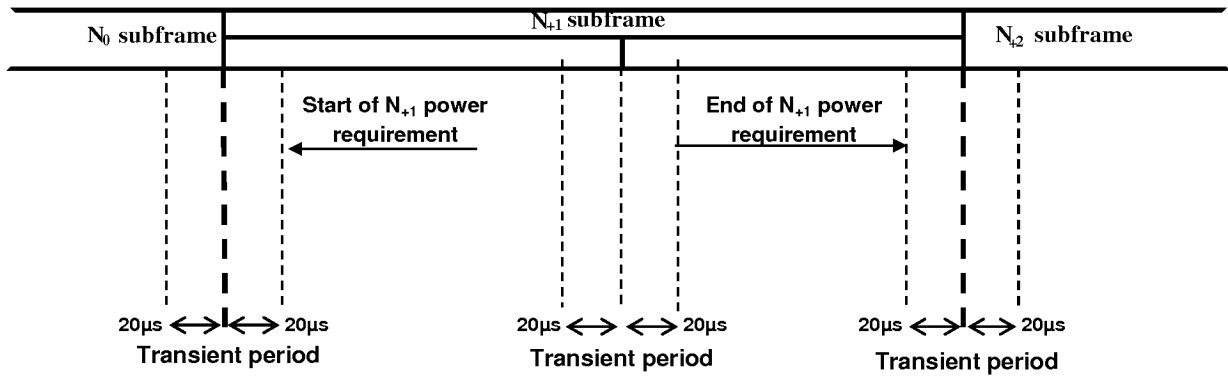 N0 subframe
N+1 subframe
N+2 subframe
Start of N+1 power
requirement
End of N+1 power
requirement
20µs
20µs
20µs
20µs
20µs
20µs
Transient period
Transient period
Transient period